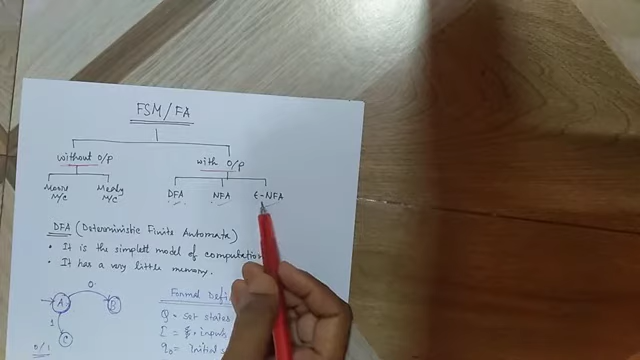 FSM/FA
without O/P
with O/P
Moore M/C
Mealy M/C
DFA
NFA
ε-NFA
DFA (Deterministic Finite Automata)
• It is the simplest model of computation
• It has a very little memory.
Formal Defi
Q = set states
Σ = inputs
q0 = initial
A
0
B
1
C
0/1